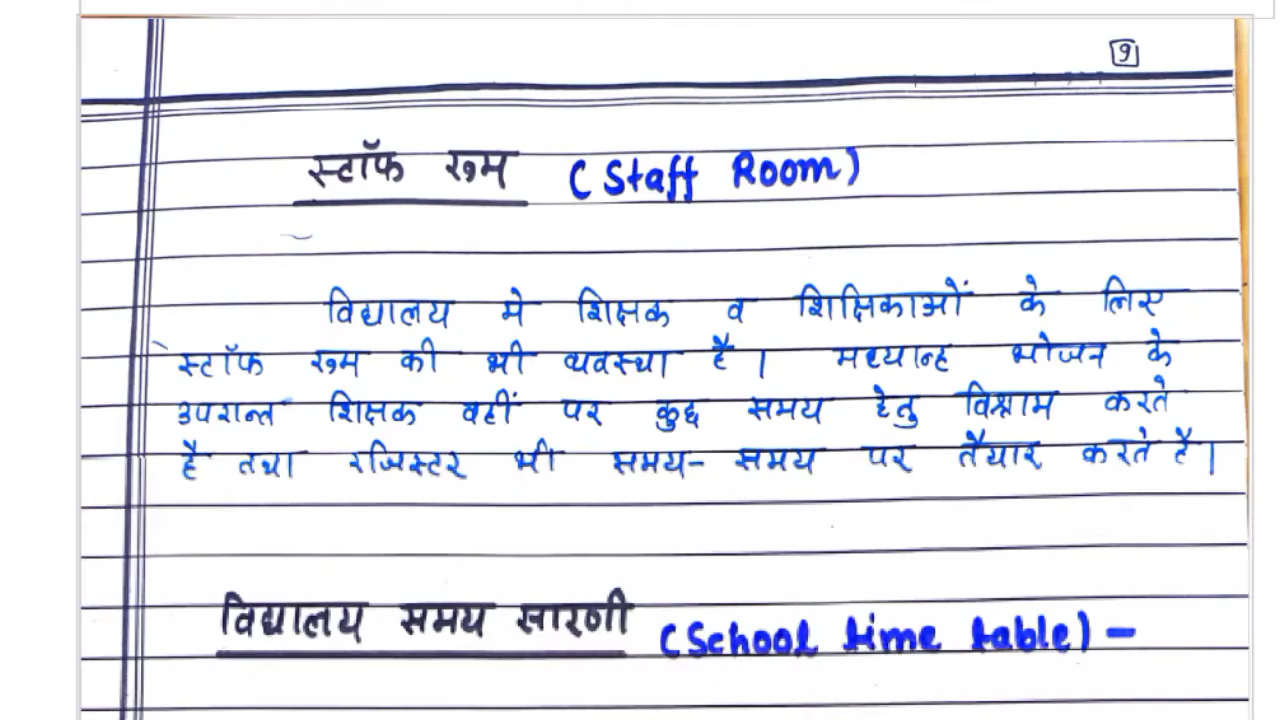 9
स्टॉफ रूम (Staff Room)
विद्यालय मे शिक्षक व शिक्षिकाओं के लिए
स्टॉफ रूम की भी व्यवस्था है। मध्यान्ह भोजन के
उपरान्त शिक्षक वहीं पर कुछ समय हेतु विश्राम करते
है तथा रजिस्टर भी समय- समय पर तैयार करते है।
विद्यालय समय सारणी (School time table) -